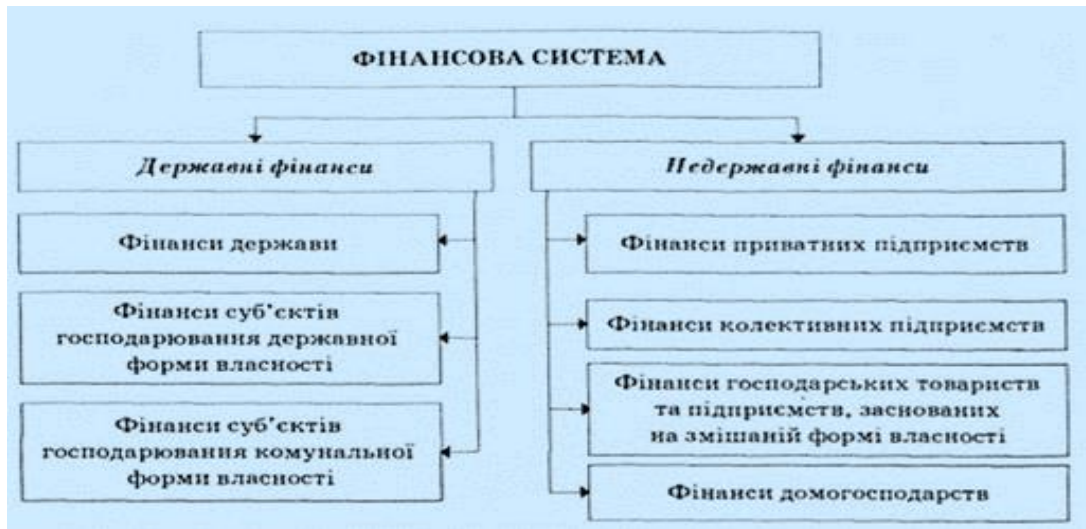 ФІНАНСОВА СИСТЕМА
Державні фінанси
Фінанси держави
Фінанси суб'єктів
господарювання державної
форми власності
Фінанси суб'єктів
господарювання комунальної
форми власності
Недержавні фінанси
Фінанси приватних підприємств
Фінанси колективних підприємств
Фінанси господарських товариств
та підприємств, заснованих
на змішаній формі власності
Фінанси домогосподарств